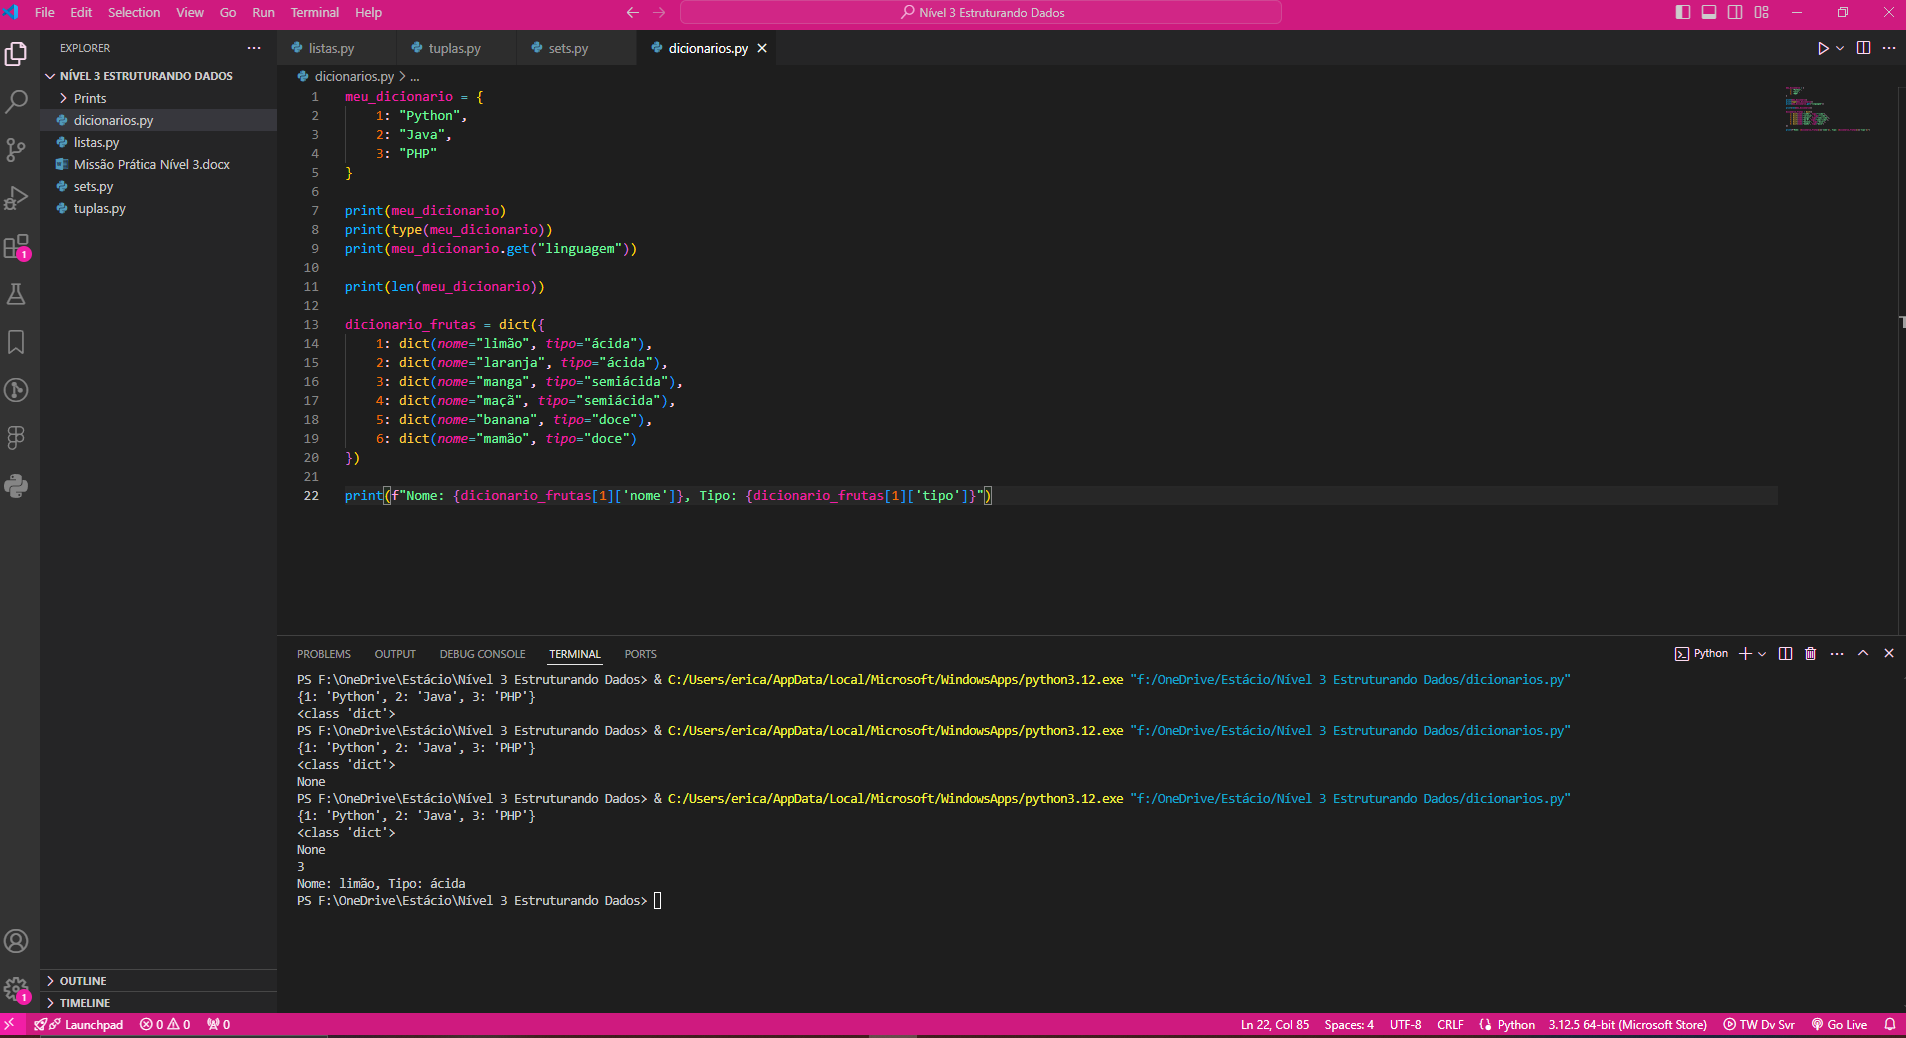 File Edit Selection View Go Run Terminal Help
Nível 3 Estruturando Dados
EXPLORER
NÍVEL 3 ESTRUTURANDO DADOS
Prints
dicionarios.py
listas.py
Missão Prática Nível 3.docx
sets.py
tuplas.py
OUTLINE
TIMELINE
1
1
listas.py tuplas.py sets.py dicionarios.py
dicionarios.py > ...
1 meu_dicionario = {
2     1: "Python",
3     2: "Java",
4     3: "PHP"
5 }
6
7 print(meu_dicionario)
8 print(type(meu_dicionario))
9 print(meu_dicionario.get("linguagem"))
10
11 print(len(meu_dicionario))
12
13 dicionario_frutas = dict({
14     1: dict(nome="limão", tipo="ácida"),
15     2: dict(nome="laranja", tipo="ácida"),
16     3: dict(nome="manga", tipo="semiácida"),
17     4: dict(nome="maçã", tipo="semiácida"),
18     5: dict(nome="banana", tipo="doce"),
19     6: dict(nome="mamão", tipo="doce")
20 })
21
22 print(f"Nome: {dicionario_frutas[1]['nome']}, Tipo: {dicionario_frutas[1]['tipo']}")
PROBLEMS OUTPUT DEBUG CONSOLE TERMINAL PORTS
Python
PS F:\OneDrive\Estácio\Nível 3 Estruturando Dados> & C:/Users/erica/AppData/Local/Microsoft/WindowsApps/python3.12.exe "f:/OneDrive/Estácio/Nível 3 Estruturando Dados/dicionarios.py"
{1: 'Python', 2: 'Java', 3: 'PHP'}
<class 'dict'>
PS F:\OneDrive\Estácio\Nível 3 Estruturando Dados> & C:/Users/erica/AppData/Local/Microsoft/WindowsApps/python3.12.exe "f:/OneDrive/Estácio/Nível 3 Estruturando Dados/dicionarios.py"
{1: 'Python', 2: 'Java', 3: 'PHP'}
<class 'dict'>
None
PS F:\OneDrive\Estácio\Nível 3 Estruturando Dados> & C:/Users/erica/AppData/Local/Microsoft/WindowsApps/python3.12.exe "f:/OneDrive/Estácio/Nível 3 Estruturando Dados/dicionarios.py"
{1: 'Python', 2: 'Java', 3: 'PHP'}
<class 'dict'>
None
3
Nome: limão, Tipo: ácida
PS F:\OneDrive\Estácio\Nível 3 Estruturando Dados>
Launchpad 0 0 0 Ln 22, Col 85 Spaces: 4 UTF-8 CRLF Python 3.12.5 64-bit (Microsoft Store) TW Dv Svr Go Live